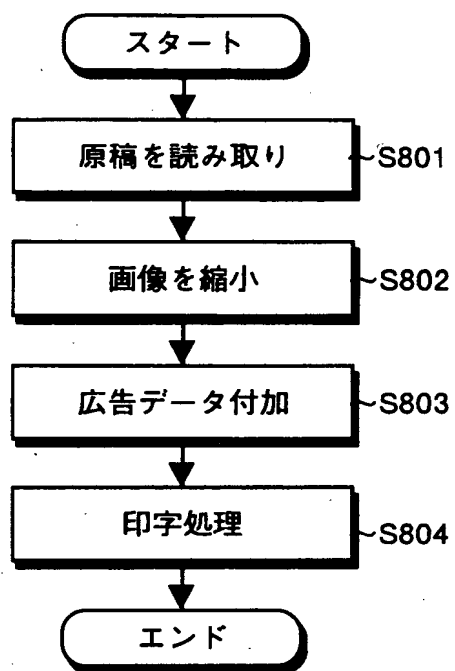 スタート
原稿を読み取り
S801
画像を縮小
S802
広告データ付加
S803
印字処理
S804
エンド